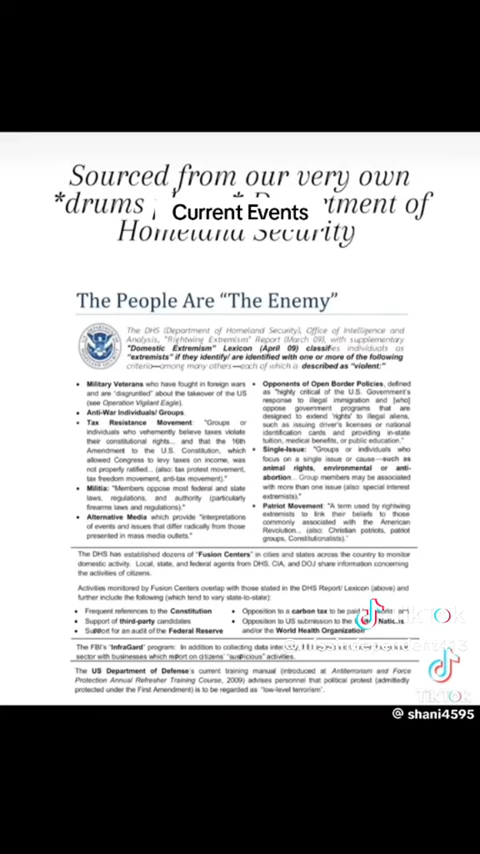 Sourced from our very own
*drums
Current Events
tment of
Homeland Security
The People Are "The Enemy"
The DHS (Department of Homeland Security), Office of Intelligence and
Analysis, "Rightwing Extremism" Report (March 09), with supplementary
"Domestic Extremism" Lexicon (April 09) classifies individuals as
"extremists" if they identify/ are identified with one or more of the following
criteria—among many others—each of which is described as "violent:"
• Military Veterans who have fought in foreign wars
and are "disgruntled" about the takeover of the US
(see Operation Vigilant Eagle).
• Anti-War Individuals/ Groups.
• Tax Resistance Movement: "Groups or
individuals who vehemently believe taxes violate
their constitutional rights... and that the 16th
Amendment to the U.S. Constitution, which
allowed Congress to levy taxes on income, was
not properly ratified... (also: tax protest movement,
tax freedom movement, anti-tax movement)."
• Militia: "Members oppose most federal and state
laws, regulations, and authority (particularly
firearms laws and regulations)."
• Alternative Media which provide "interpretations
of events and issues that differ radically from those
presented in mass media outlets."
• Opponents of Open Border Policies, defined
as "highly critical of the U.S. Government's
response to illegal immigration and [who]
oppose government programs that are
designed to extend 'rights' to illegal aliens,
such as issuing driver's licenses or national
identification cards and providing in-state
tuition, medical benefits, or public education."
• Single-Issue: "Groups or individuals who
focus on a single issue or cause—such as
animal rights, environmental or anti-
abortion... Group members may be associated
with more than one issue (also: special interest
extremists)."
• Patriot Movement: "A term used by rightwing
extremists to link their beliefs to those
commonly associated with the American
Revolution... (also: Christian patriots, patriot
groups, Constitutionalists)."
The DHS has established dozens of "Fusion Centers" in cities and states across the country to monitor
domestic activity. Local, state, and federal agents from DHS, CIA, and DOJ share information concerning
the activities of citizens.
Activities monitored by Fusion Centers overlap with those stated in the DHS Report/ Lexicon (above) and
further include the following (which tend to vary state-to-state):
• Frequent references to the Constitution
• Support of third-party candidates
• Support for an audit of the Federal Reserve
• Opposition to a carbon tax to be paid
• Opposition to US submission to the Nations
and/or the World Health Organization
The FBI's "InfraGard" program: In addition to collecting data
sector with businesses which report on citizens' "suspicious" activities.
The US Department of Defense's current training manual (introduced at Antiterrorism and Force
Protection Annual Refresher Training Course, 2009) advises personnel that political protest (admittedly
protected under the First Amendment) is to be regarded as "low-level terrorism".
TikTok
TikTok
@ shani4595